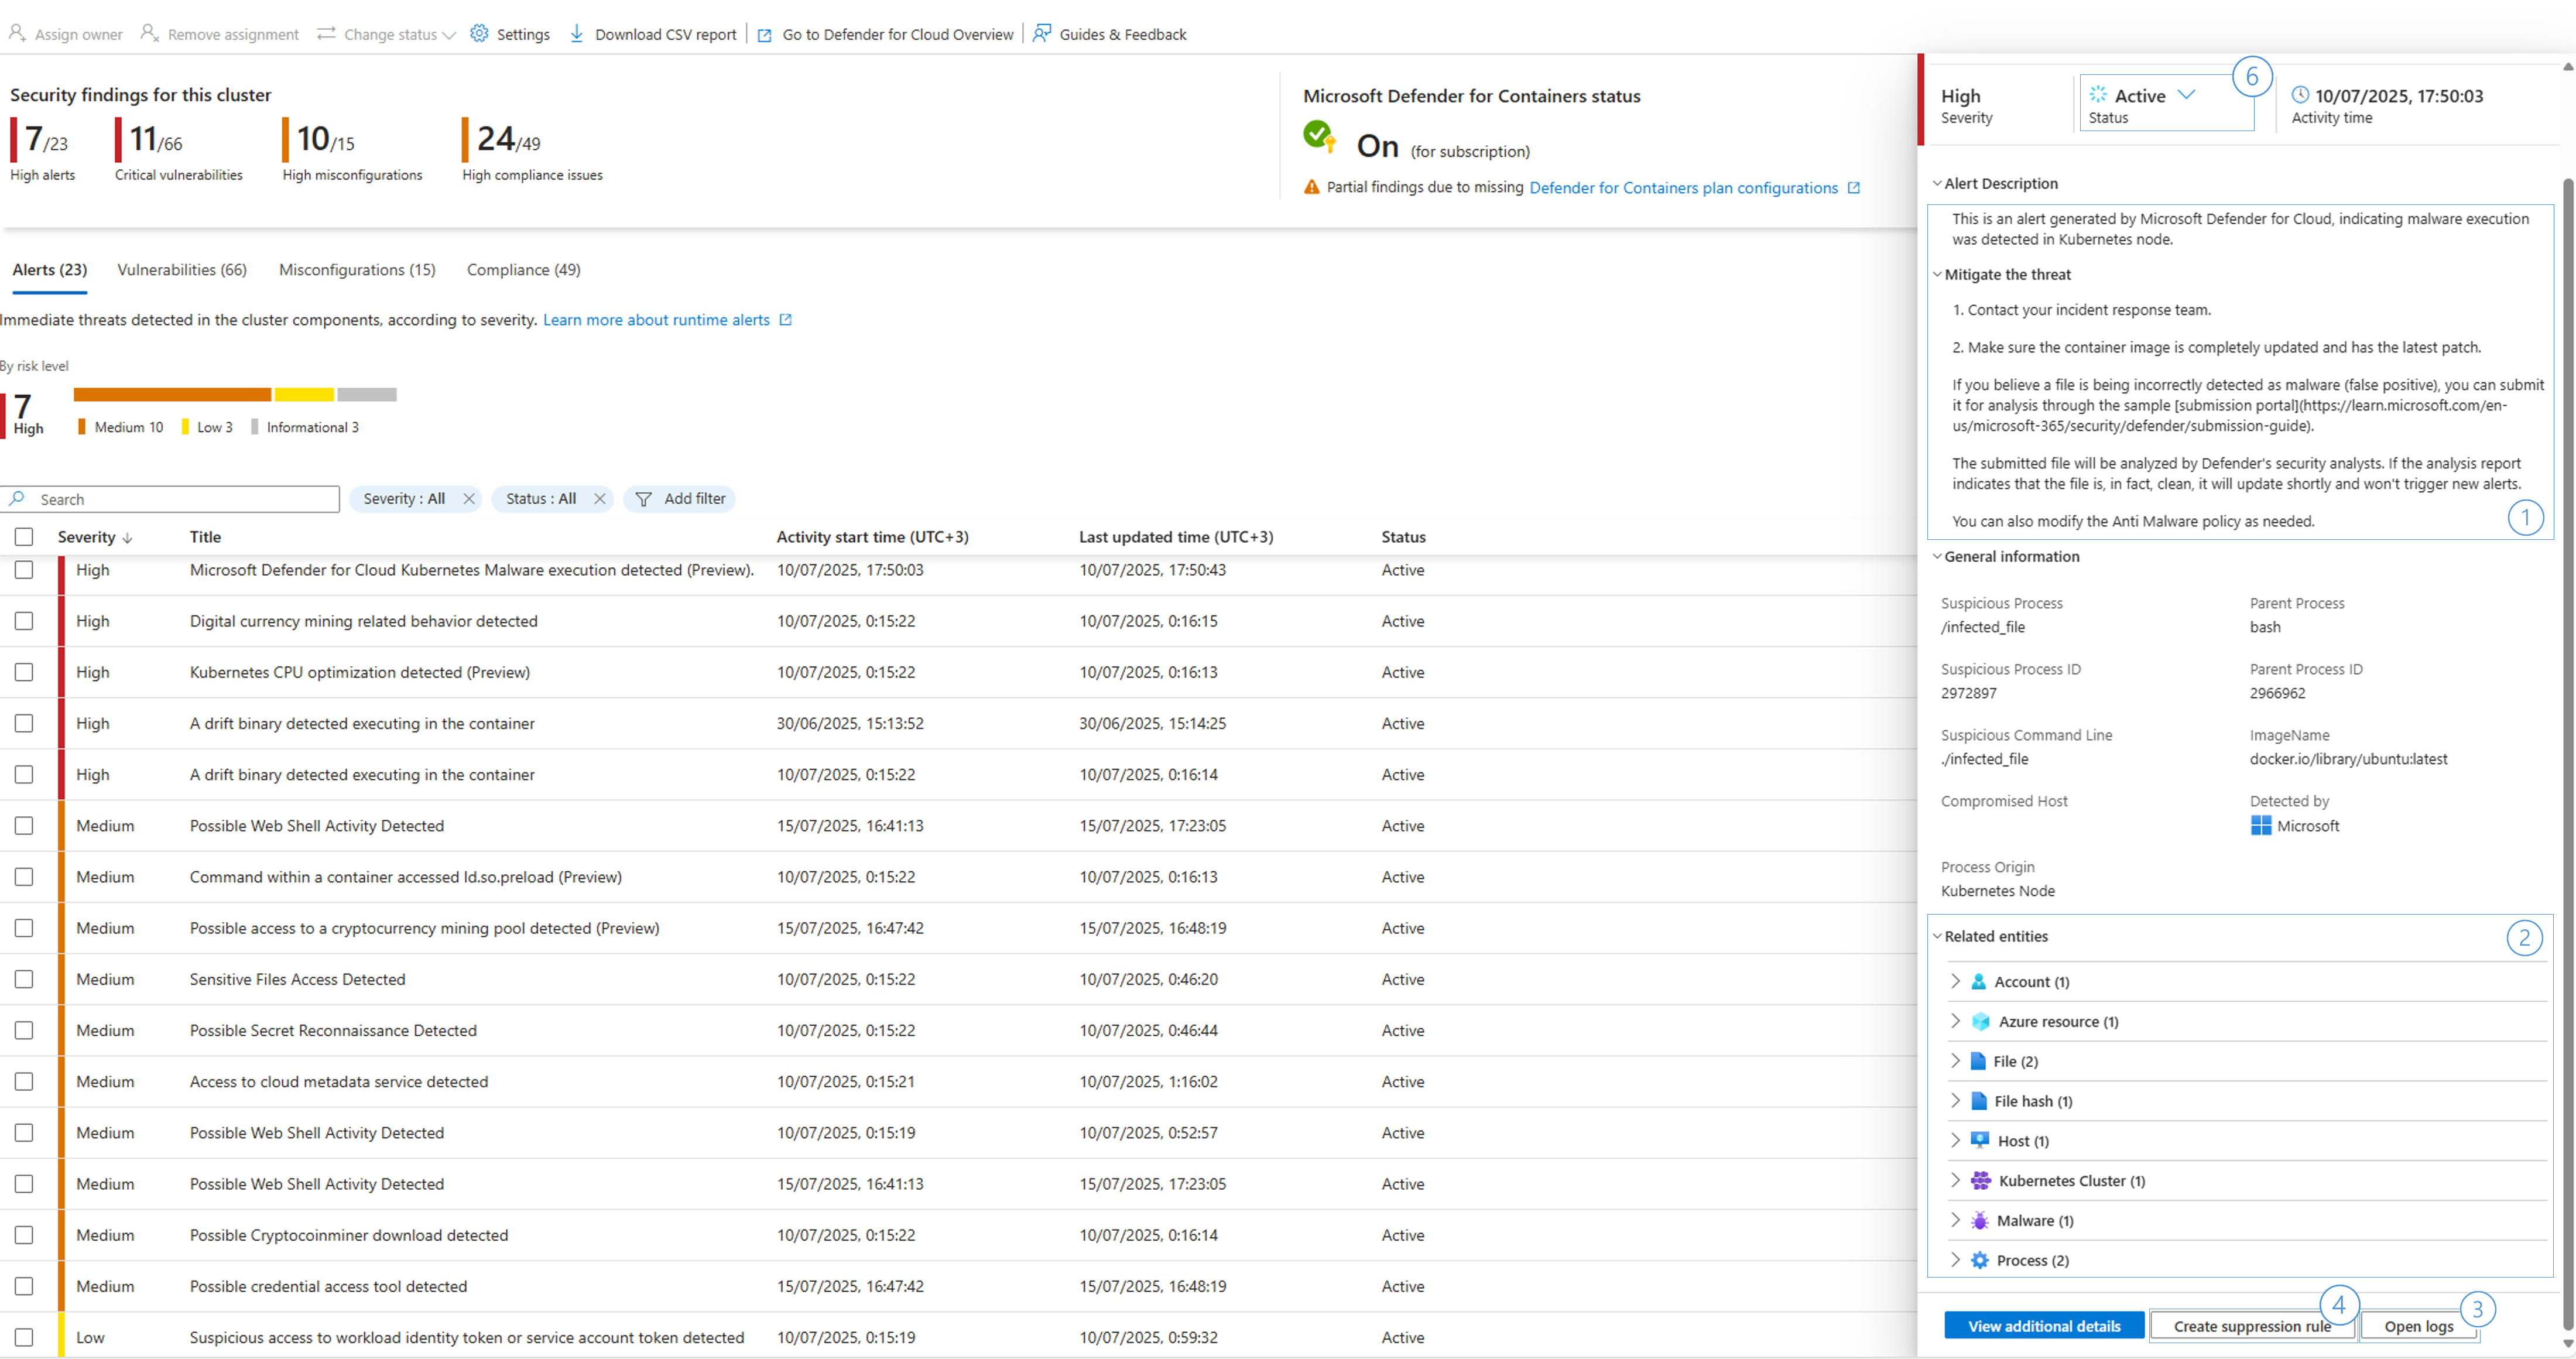 Assign owner Remove assignment Change status Settings Download CSV report Go to Defender for Cloud Overview Guides & Feedback
Security findings for this cluster
7/23
High alerts
11/66
Critical vulnerabilities
10/15
High misconfigurations
24/49
High compliance issues
Microsoft Defender for Containers status
On (for subscription)
Partial findings due to missing Defender for Containers plan configurations
Alerts (23) Vulnerabilities (66) Misconfigurations (15) Compliance (49)
Immediate threats detected in the cluster components, according to severity. Learn more about runtime alerts
By risk level
7
High
Medium 10 Low 3 Informational 3
Search Severity : All Status : All Add filter
Severity Title Activity start time (UTC+3) Last updated time (UTC+3) Status
High Microsoft Defender for Cloud Kubernetes Malware execution detected (Preview). 10/07/2025, 17:50:03 10/07/2025, 17:50:43 Active
High Digital currency mining related behavior detected 10/07/2025, 0:15:22 10/07/2025, 0:16:15 Active
High Kubernetes CPU optimization detected (Preview) 10/07/2025, 0:15:22 10/07/2025, 0:16:13 Active
High A drift binary detected executing in the container 30/06/2025, 15:13:52 30/06/2025, 15:14:25 Active
High A drift binary detected executing in the container 10/07/2025, 0:15:22 10/07/2025, 0:16:14 Active
Medium Possible Web Shell Activity Detected 15/07/2025, 16:41:13 15/07/2025, 17:23:05 Active
Medium Command within a container accessed ld.so.preload (Preview) 10/07/2025, 0:15:22 10/07/2025, 0:16:13 Active
Medium Possible access to a cryptocurrency mining pool detected (Preview) 15/07/2025, 16:47:42 15/07/2025, 16:48:19 Active
Medium Sensitive Files Access Detected 10/07/2025, 0:15:22 10/07/2025, 0:46:20 Active
Medium Possible Secret Reconnaissance Detected 10/07/2025, 0:15:22 10/07/2025, 0:46:44 Active
Medium Access to cloud metadata service detected 10/07/2025, 0:15:21 10/07/2025, 1:16:02 Active
Medium Possible Web Shell Activity Detected 10/07/2025, 0:15:19 10/07/2025, 0:52:57 Active
Medium Possible Web Shell Activity Detected 15/07/2025, 16:41:13 15/07/2025, 17:23:05 Active
Medium Possible Cryptocoinminer download detected 10/07/2025, 0:15:22 10/07/2025, 0:16:14 Active
Medium Possible credential access tool detected 15/07/2025, 16:47:42 15/07/2025, 16:48:19 Active
Low Suspicious access to workload identity token or service account token detected 10/07/2025, 0:15:19 10/07/2025, 0:59:32 Active
High
Severity
Active
Status
6
10/07/2025, 17:50:03
Activity time
Alert Description
This is an alert generated by Microsoft Defender for Cloud, indicating malware execution
was detected in Kubernetes node.
Mitigate the threat
1. Contact your incident response team.
2. Make sure the container image is completely updated and has the latest patch.
If you believe a file is being incorrectly detected as malware (false positive), you can submit
it for analysis through the sample [submission portal](https://learn.microsoft.com/en-
us/microsoft-365/security/defender/submission-guide).
The submitted file will be analyzed by Defender's security analysts. If the analysis report
indicates that the file is, in fact, clean, it will update shortly and won't trigger new alerts.
You can also modify the Anti Malware policy as needed.
1
General information
Suspicious Process
/infected_file
Parent Process
bash
Suspicious Process ID
2972897
Parent Process ID
2966962
Suspicious Command Line
./infected_file
ImageName
docker.io/library/ubuntu:latest
Compromised Host
Detected by
Microsoft
Process Origin
Kubernetes Node
Related entities
2
Account (1)
Azure resource (1)
File (2)
File hash (1)
Host (1)
Kubernetes Cluster (1)
Malware (1)
Process (2)
View additional details
Create suppression rule
4
Open logs
3